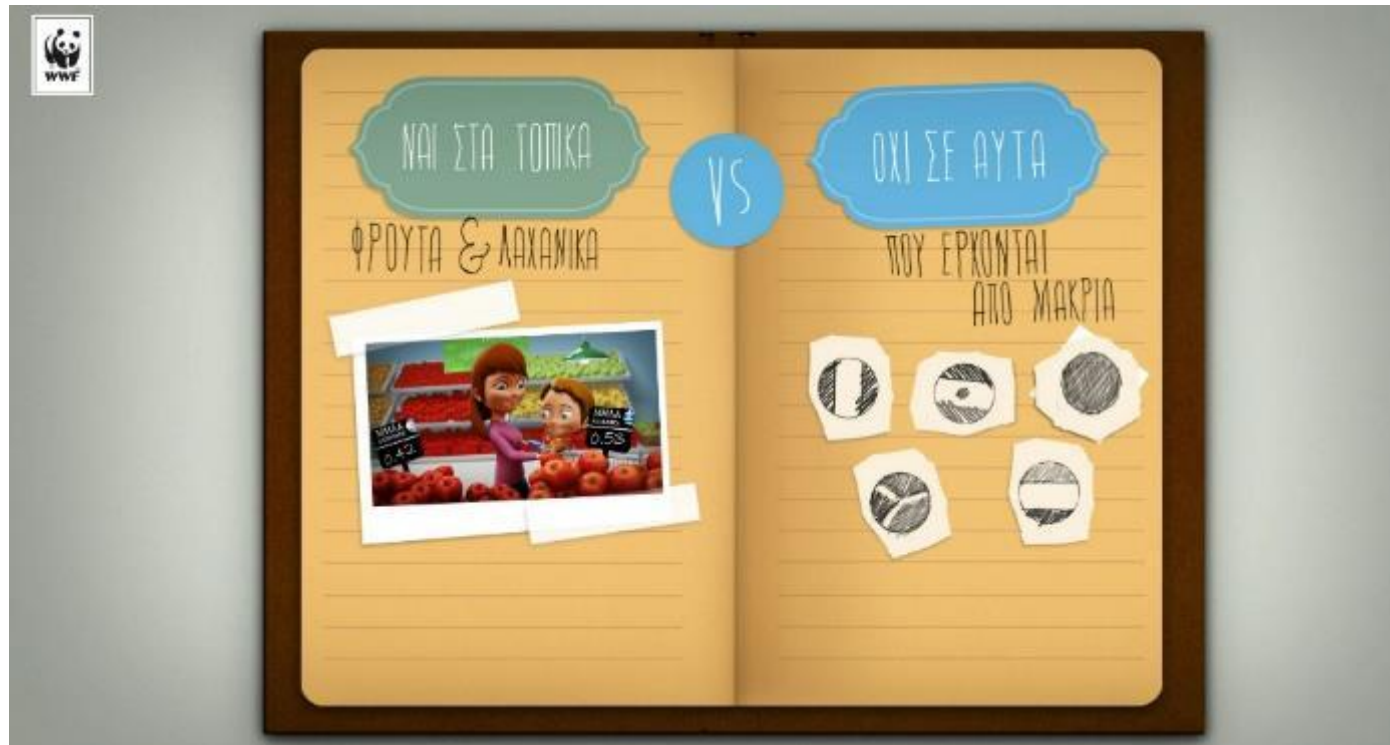 WWF
ΝΑΙ ΣΤΑ ΤΟΠΙΚΑ
ΦΡΟΥΤΑ & ΛΑΧΑΝΙΚΑ
VS
ΟΧΙ ΣΕ ΑΥΤΑ
ΠΟΥ ΕΡΧΟΝΤΑΙ
ΑΠΟ ΜΑΚΡΙΑ
ΜΗΛΑ
0.42
ΜΗΛΑ
0.53